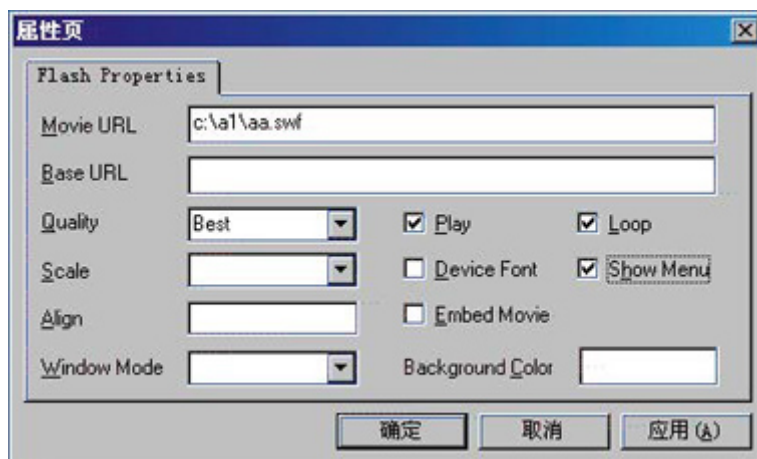 属性页
Flash Properties
Movie URL c:\a1\aa.swf
Base URL
Quality Best Play Loop
Scale Device Font Show Menu
Align Embed Movie
Window Mode Background Color
确定 取消 应用(A)